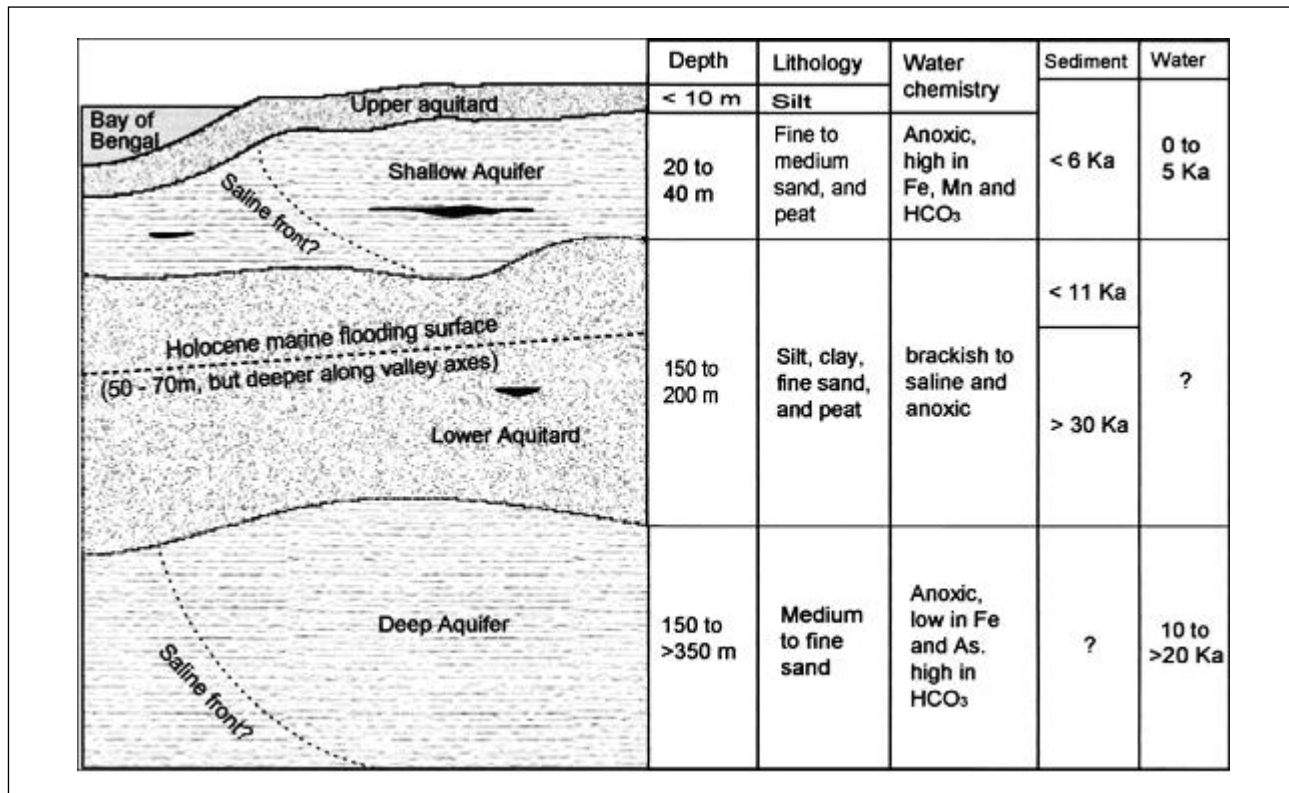 Upper aquitard
Bay of
Bengal
Shallow Aquifer
Saline front?
Holocene marine flooding surface
(50 - 70m, but deeper along valley axes)
Lower Aquitard
Deep Aquifer
Saline front?
Depth
Lithology
Water
chemistry
Sediment
Water
< 10 m
Silt
20 to
40 m
Fine to
medium
sand, and
peat
Anoxic,
high in
Fe, Mn and
HCO₃
< 6 Ka
0 to
5 Ka
150 to
200 m
Silt, clay,
fine sand,
and peat
brackish to
saline and
anoxic
< 11 Ka
> 30 Ka
?
150 to
>350 m
Medium
to fine
sand
Anoxic,
low in Fe
and As.
high in
HCO₃
?
10 to
>20 Ka